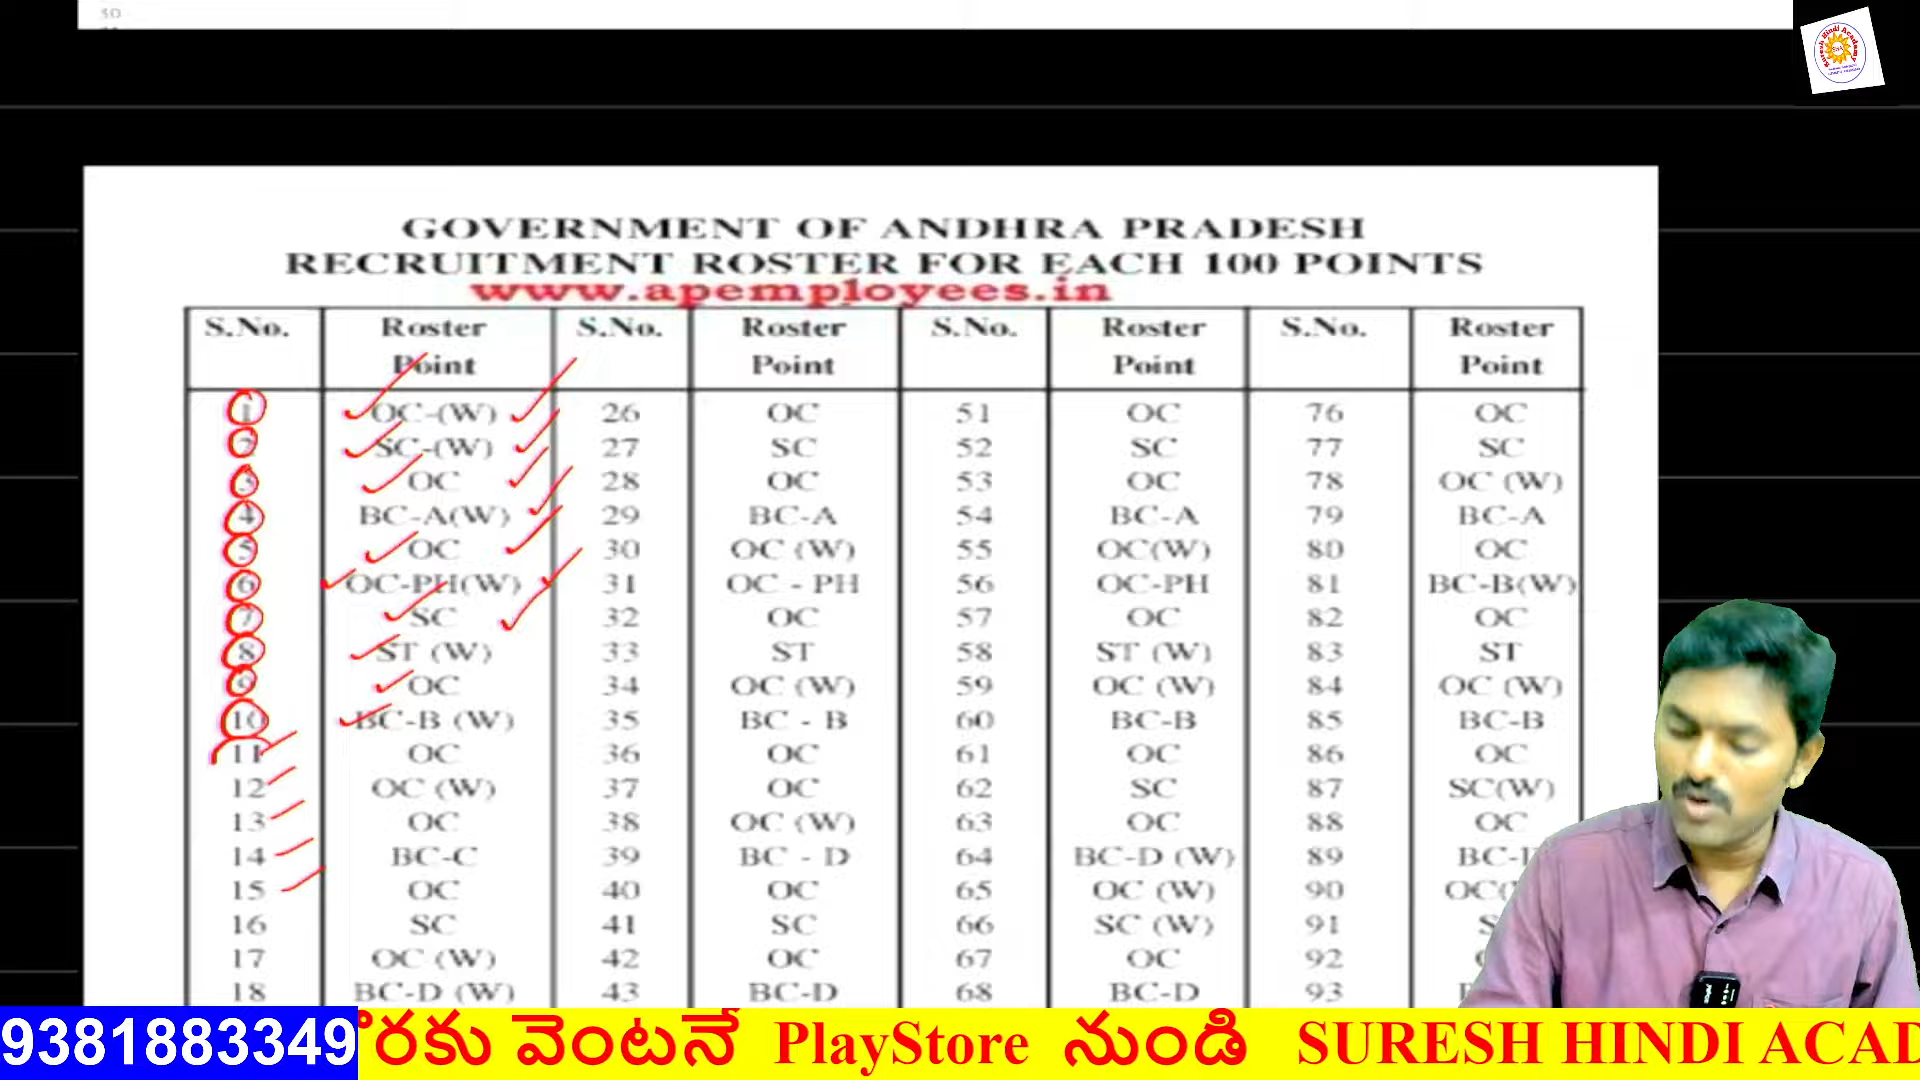 30
GOVERNMENT OF ANDHRA PRADESH
RECRUITMENT ROSTER FOR EACH 100 POINTS
www.apemployees.in
S.No. Roster Point S.No. Roster Point S.No. Roster Point S.No. Roster Point
1 OC-(W) 26 OC 51 OC 76 OC
2 SC-(W) 27 SC 52 SC 77 SC
3 OC 28 OC 53 OC 78 OC (W)
4 BC-A(W) 29 BC-A 54 BC-A 79 BC-A
5 OC 30 OC (W) 55 OC(W) 80 OC
6 OC-PH(W) 31 OC - PH 56 OC-PH 81 BC-B(W)
7 SC 32 OC 57 OC 82 OC
8 ST (W) 33 ST 58 ST (W) 83 ST
9 OC 34 OC (W) 59 OC (W) 84 OC (W)
10 BC-B (W) 35 BC - B 60 BC-B 85 BC-B
11 OC 36 OC 61 OC 86 OC
12 OC (W) 37 OC 62 SC 87 SC(W)
13 OC 38 OC (W) 63 OC 88 OC
14 BC-C 39 BC - D 64 BC-D (W) 89
15 OC 40 OC 65 OC (W) 90
16 SC 41 SC 66 SC (W) 91
17 OC (W) 42 OC 67 OC 92
18 BC-D (W) 43 BC-D 68 BC-D 93
9381883349 రకు వెంటనే PlayStore నుండి SURESH HINDI ACAD